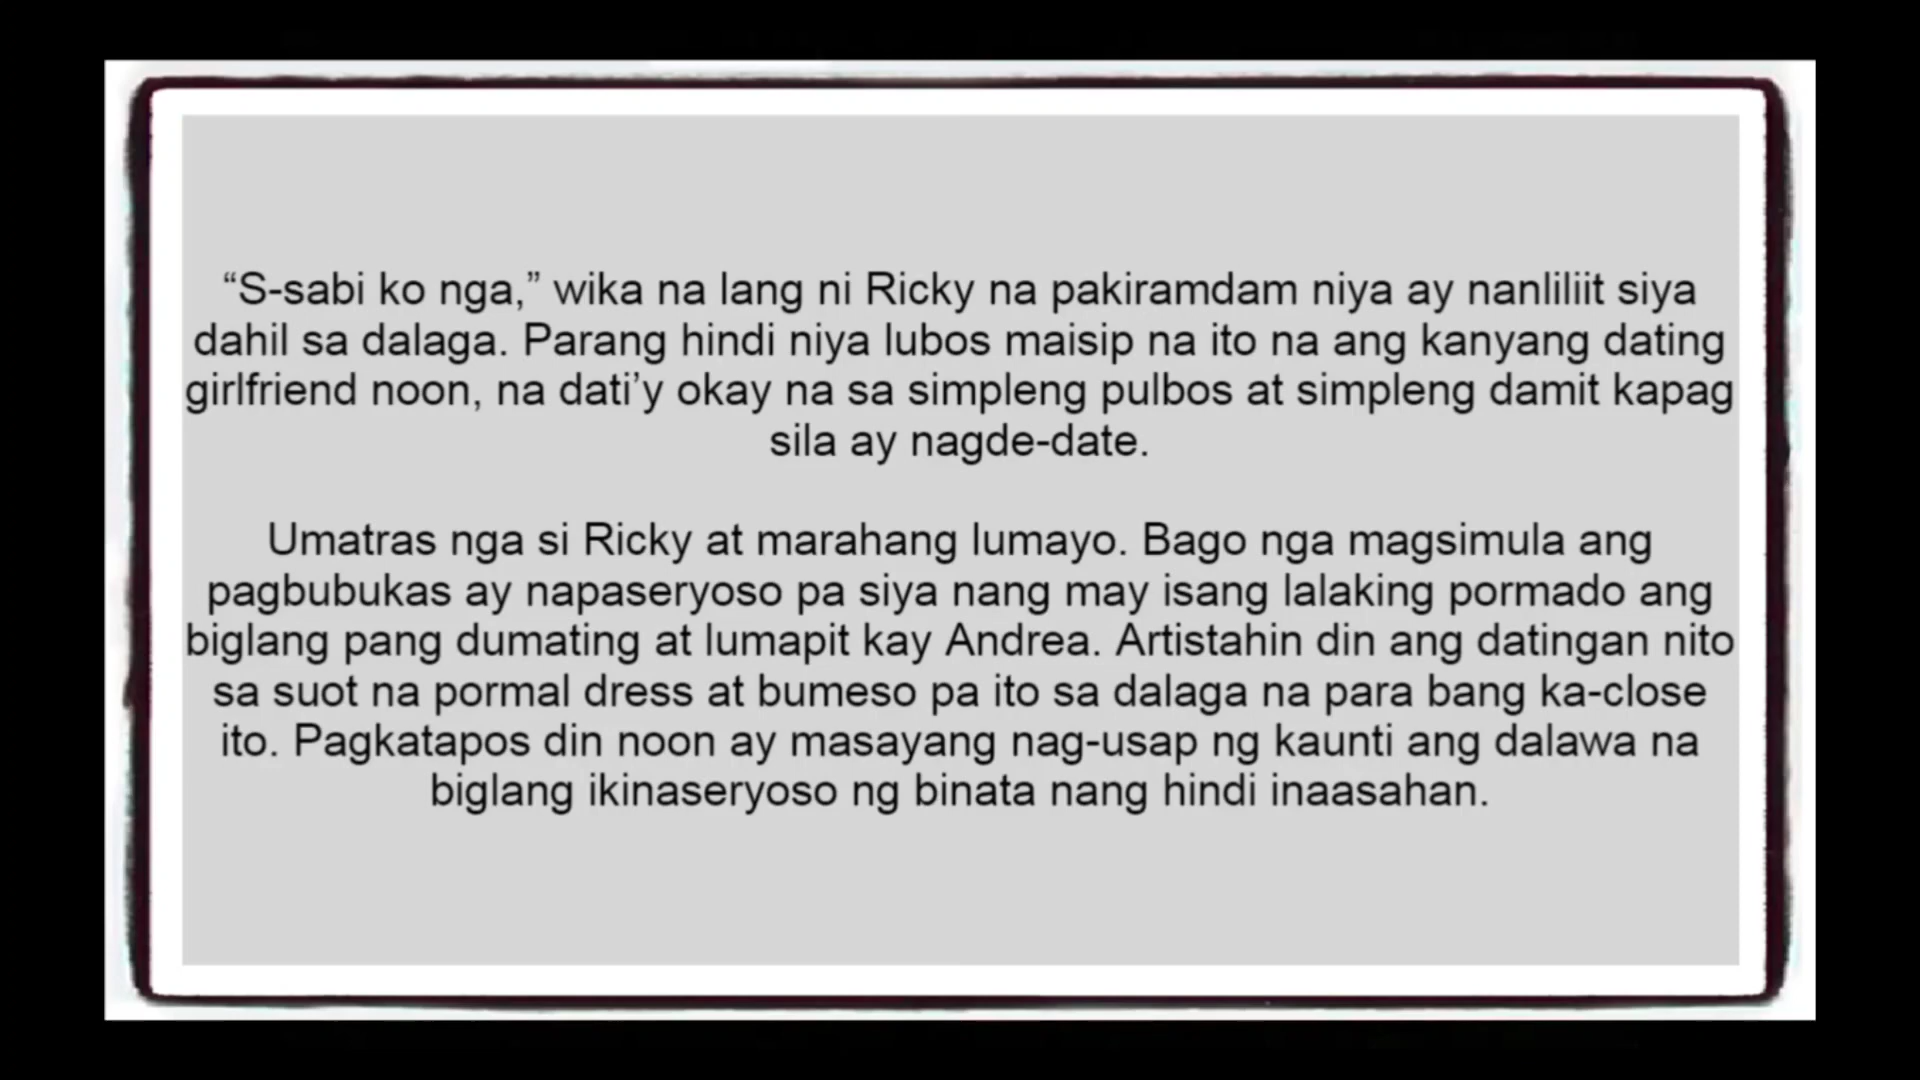 “S-sabi ko nga,” wika na lang ni Ricky na pakiramdam niya ay nanliliit siya
dahil sa dalaga. Parang hindi niya lubos maisip na ito na ang kanyang dating
girlfriend noon, na dati’y okay na sa simpleng pulbos at simpleng damit kapag
sila ay nagde-date.
Umatras nga si Ricky at marahang lumayo. Bago nga magsimula ang
pagbubukas ay napaseryoso pa siya nang may isang lalaking pormado ang
biglang pang dumating at lumapit kay Andrea. Artistahin din ang datingan nito
sa suot na pormal dress at bumeso pa ito sa dalaga na para bang ka-close
ito. Pagkatapos din noon ay masayang nag-usap ng kaunti ang dalawa na
biglang ikinaseryoso ng binata nang hindi inaasahan.